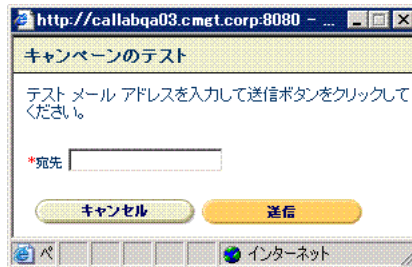 http://callabqa03.cmgt.corp:8080 - ...
キャンペーンのテスト
テスト メール アドレスを入力して送信ボタンをクリックして
ください。
*宛先
キャンセル 送信
ペ インターネット